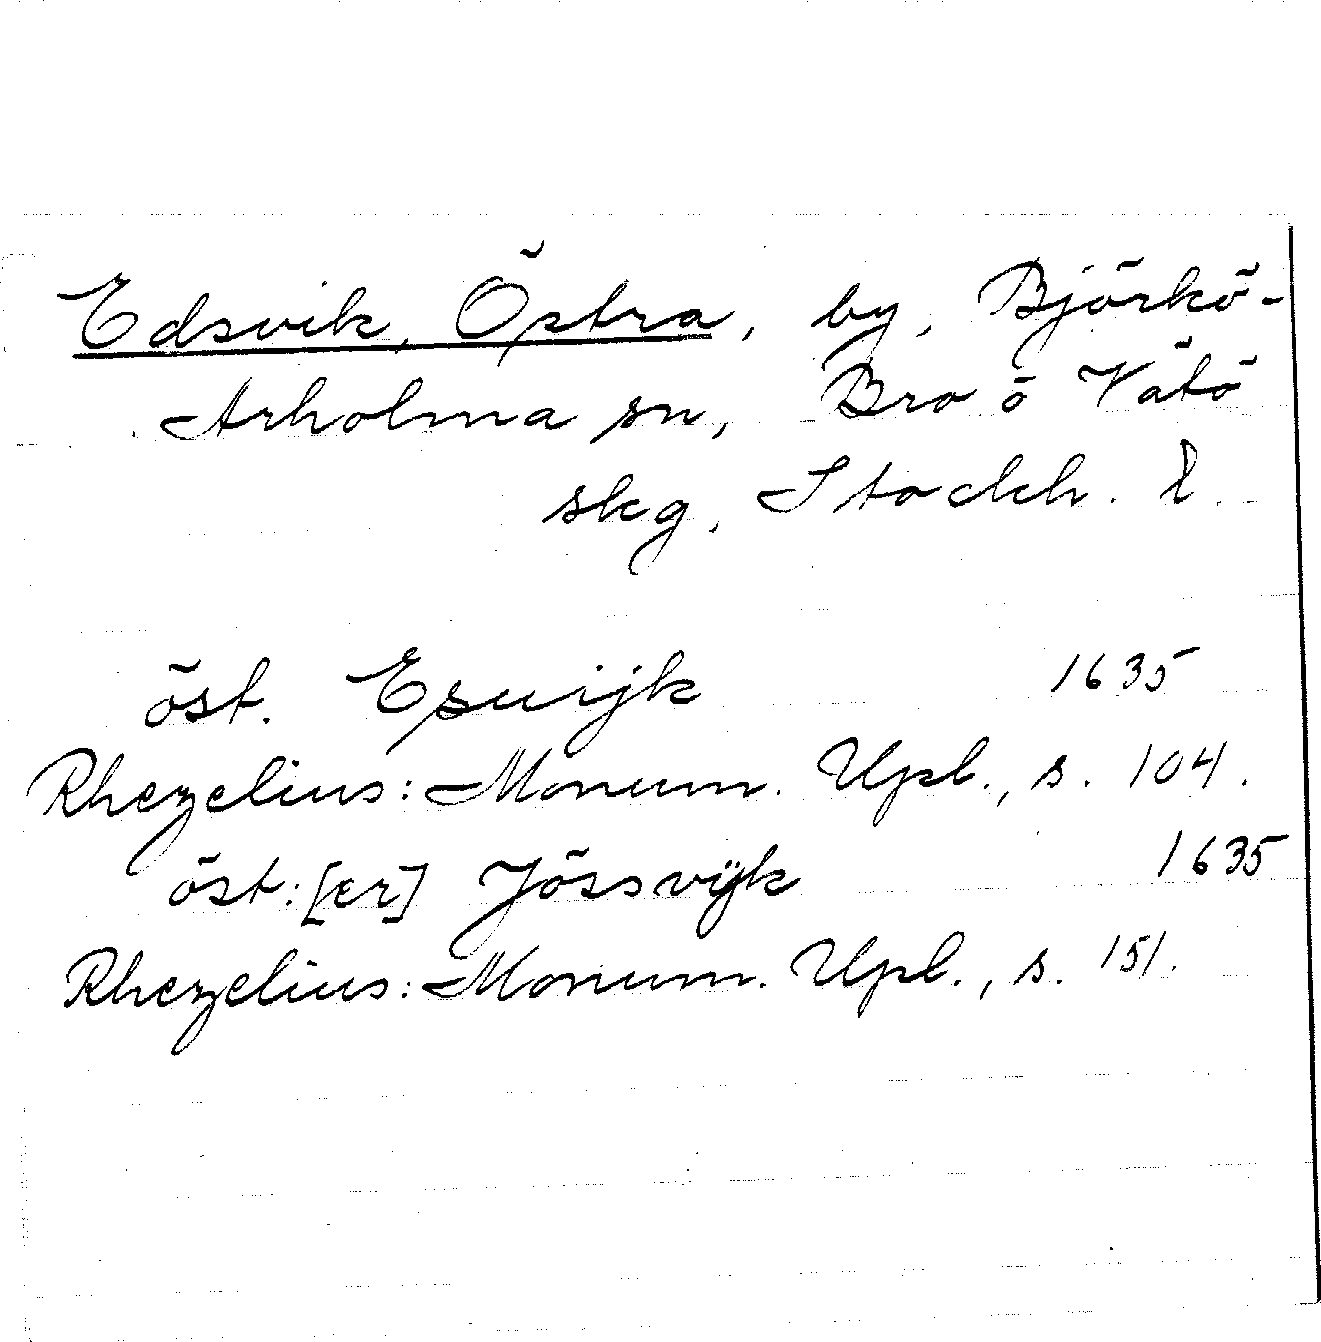 Edsvik, Östra, by, Björkö-
Arholma sn, Bro o Vätö
skg, Stockh. l.
öst. Esuijk 1635
Rhezelius: Monum. Upl., s. 104.
öst:[er] Jössvijk 1635
Rhezelius: Monum. Upl., s. 151.